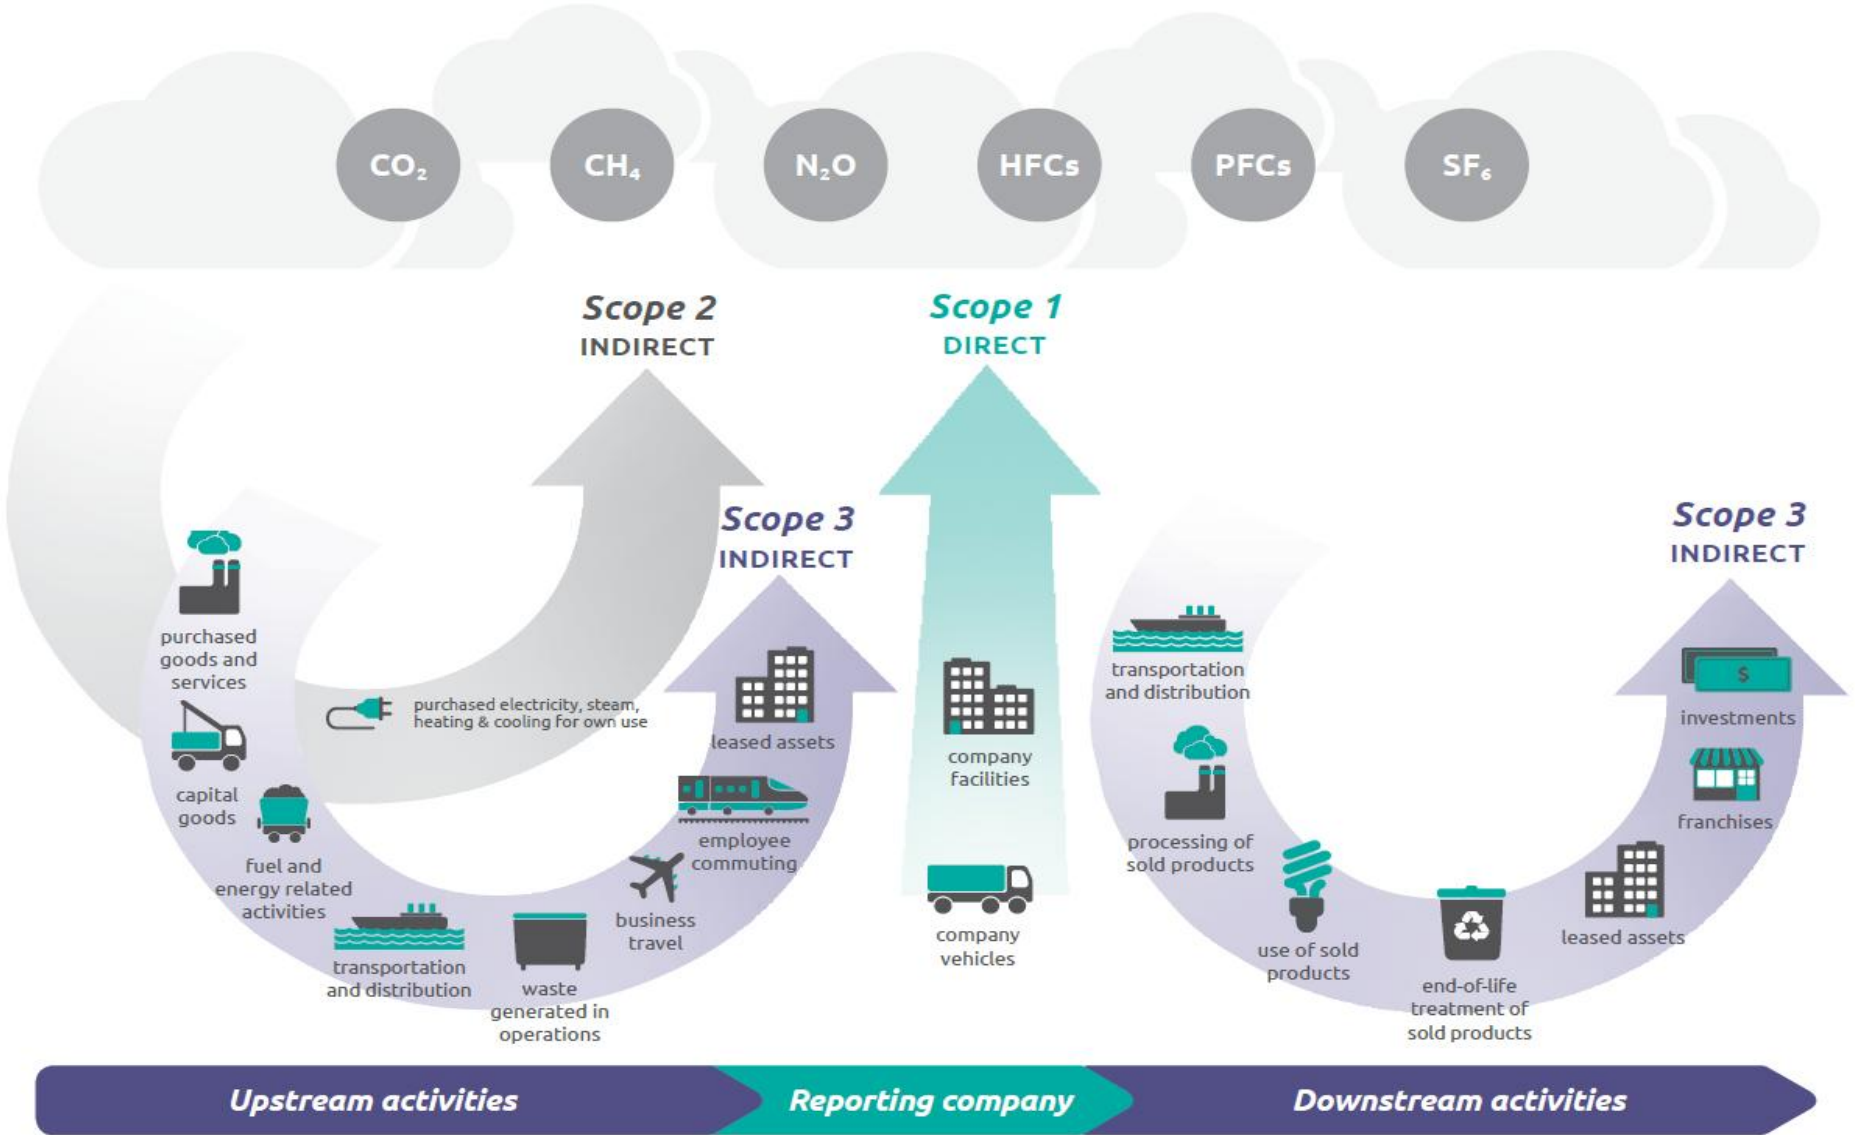 CO₂
CH₄
N₂O
HFCs
PFCs
SF₆
Scope 2
INDIRECT
Scope 1
DIRECT
Scope 3
INDIRECT
Scope 3
INDIRECT
purchased
goods and
services
capital
goods
fuel and
energy related
activities
purchased electricity, steam,
heating & cooling for own use
transportation
and distribution
waste
generated in
operations
business
travel
employee
commuting
leased assets
company
facilities
company
vehicles
transportation
and distribution
processing of
sold products
use of sold
products
end-of-life
treatment of
sold products
leased assets
franchises
$
investments
Upstream activities
Reporting company
Downstream activities